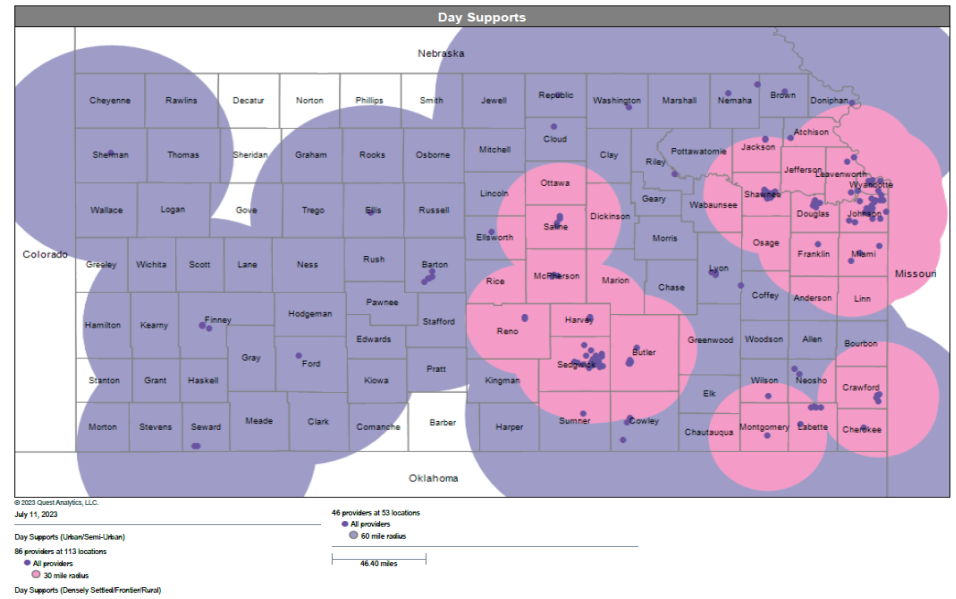 Day Supports
Nebraska
Cheyenne Rawlins Decatur Norton Phillips Smith Jewell Republic Washington Marshall Nemaha Brown Doniphan
Sherman Thomas Sheridan Graham Rooks Osborne Mitchell Cloud Clay Riley Pottawatomie Jackson Atchison
Jefferson Leavenworth
Wyandotte
Wallace Logan Gove Trego Ellis Russell Lincoln Ottawa Saline Dickinson Geary Wabaunsee Shawnee Douglas Johnson
Colorado Greeley Wichita Scott Lane Ness Rush Barton Ellsworth McPherson Marion Morris Lyon Osage Franklin Miami Missouri
Hamilton Kearny Finney Hodgeman Pawnee Stafford Rice Reno Harvey Chase Coffey Anderson Linn
Gray Ford Edwards Pratt Sedgwick Butler Greenwood Woodson Allen Bourbon
Stanton Grant Haskell Kiowa Kingman Elk Wilson Neosho Crawford
Morton Stevens Seward Meade Clark Comanche Barber Harper Sumner Cowley Chautauqua Montgomery Labette Cherokee
Oklahoma
© 2023 Quest Analytics, LLC.
July 11, 2023
Day Supports (Urban/Semi-Urban)
86 providers at 113 locations
All providers
30 mile radius
Day Supports (Densely Settled/Frontier/Rural)
46 providers at 53 locations
All providers
60 mile radius
46.40 miles